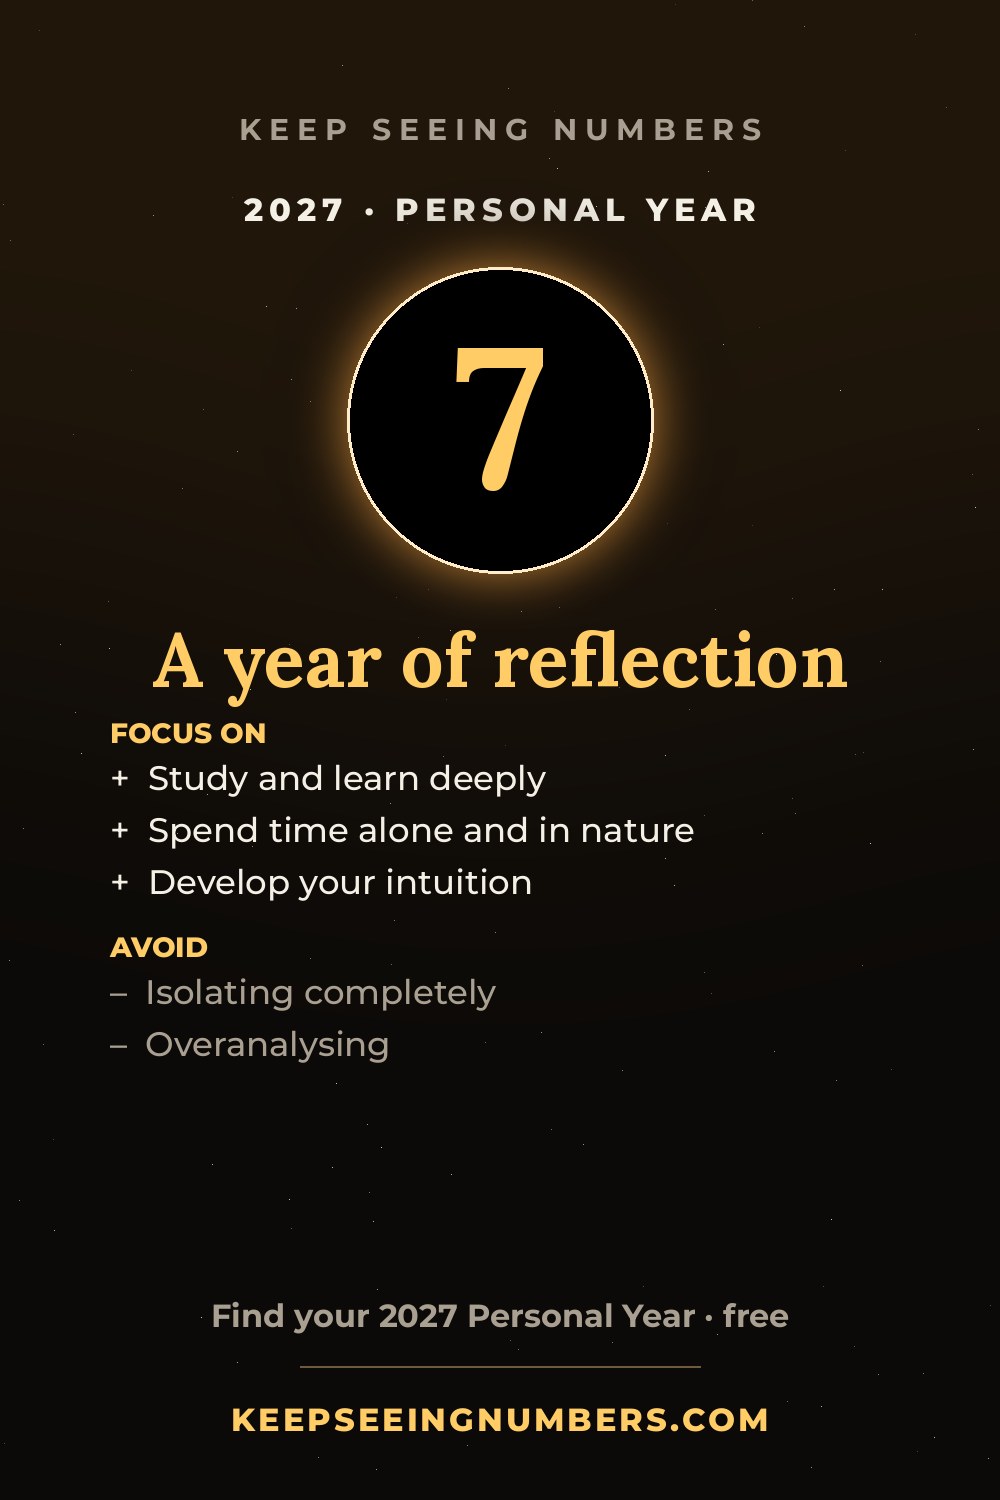 KEEP SEEING NUMBERS
2027 · PERSONAL YEAR
7
A year of reflection
FOCUS ON
+ Study and learn deeply
+ Spend time alone and in nature
+ Develop your intuition
AVOID
– Isolating completely
– Overanalysing
Find your 2027 Personal Year · free
KEEPSEEINGNUMBERS.COM